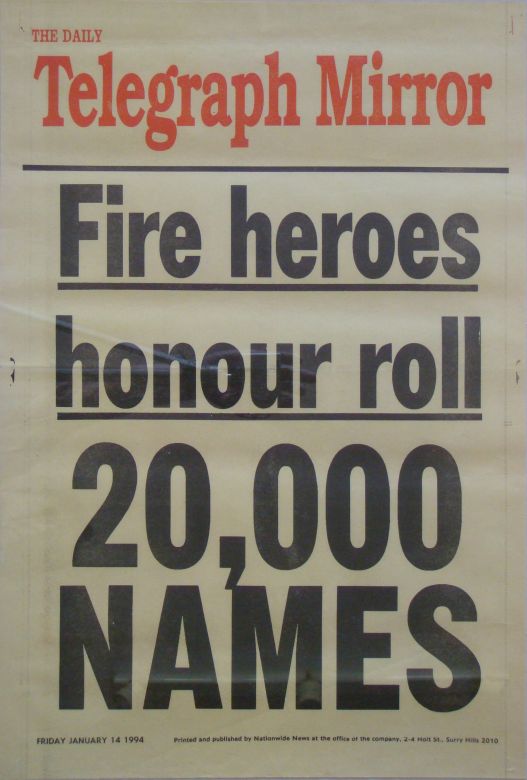 THE DAILY
Telegraph Mirror
Fire heroes
honour roll
20,000
NAMES
FRIDAY JANUARY 14 1994 Printed and published by Nationwide News at the office of the company, 2-4 Holt St., Surry Hills 2010